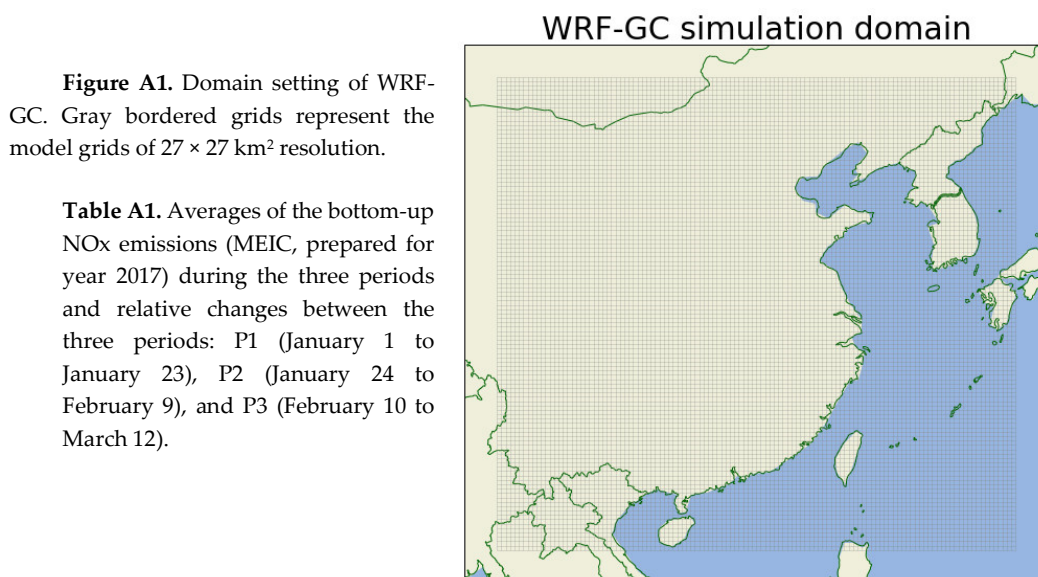 WRF-GC simulation domain
Figure A1. Domain setting of WRF-
GC. Gray bordered grids represent the
model grids of 27 × 27 km² resolution.
Table A1. Averages of the bottom-up
NOx emissions (MEIC, prepared for
year 2017) during the three periods
and relative changes between the
three periods: P1 (January 1 to
January 23), P2 (January 24 to
February 9), and P3 (February 10 to
March 12).